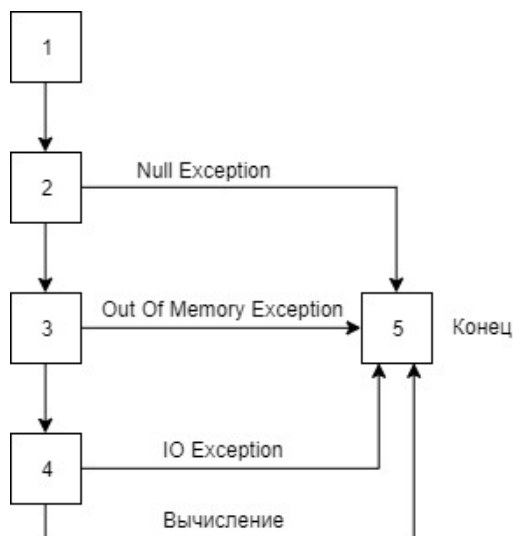 1
2
Null Exception
3
Out Of Memory Exception
5
Конец
4
IO Exception
Вычисление